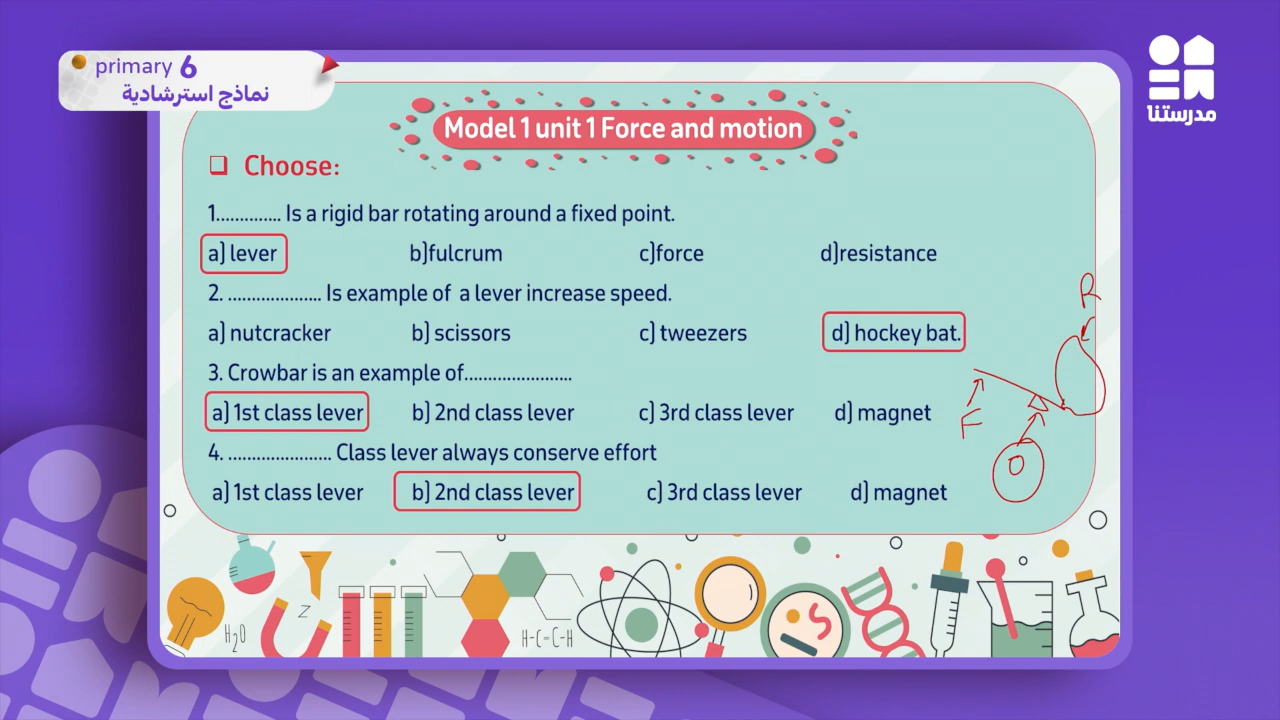 primary 6
نماذج استرشادية
مدرستنا
Model 1 unit 1 Force and motion
Choose:
1.............. Is a rigid bar rotating around a fixed point.
a) lever b)fulcrum c)force d)resistance
2. .................... Is example of a lever increase speed.
a) nutcracker b) scissors c) tweezers d) hockey bat.
3. Crowbar is an example of.......................
a) 1st class lever b) 2nd class lever c) 3rd class lever d) magnet
4. ...................... Class lever always conserve effort
a) 1st class lever b) 2nd class lever c) 3rd class lever d) magnet
R
F
O
H₂O
Z
H-C=C-H